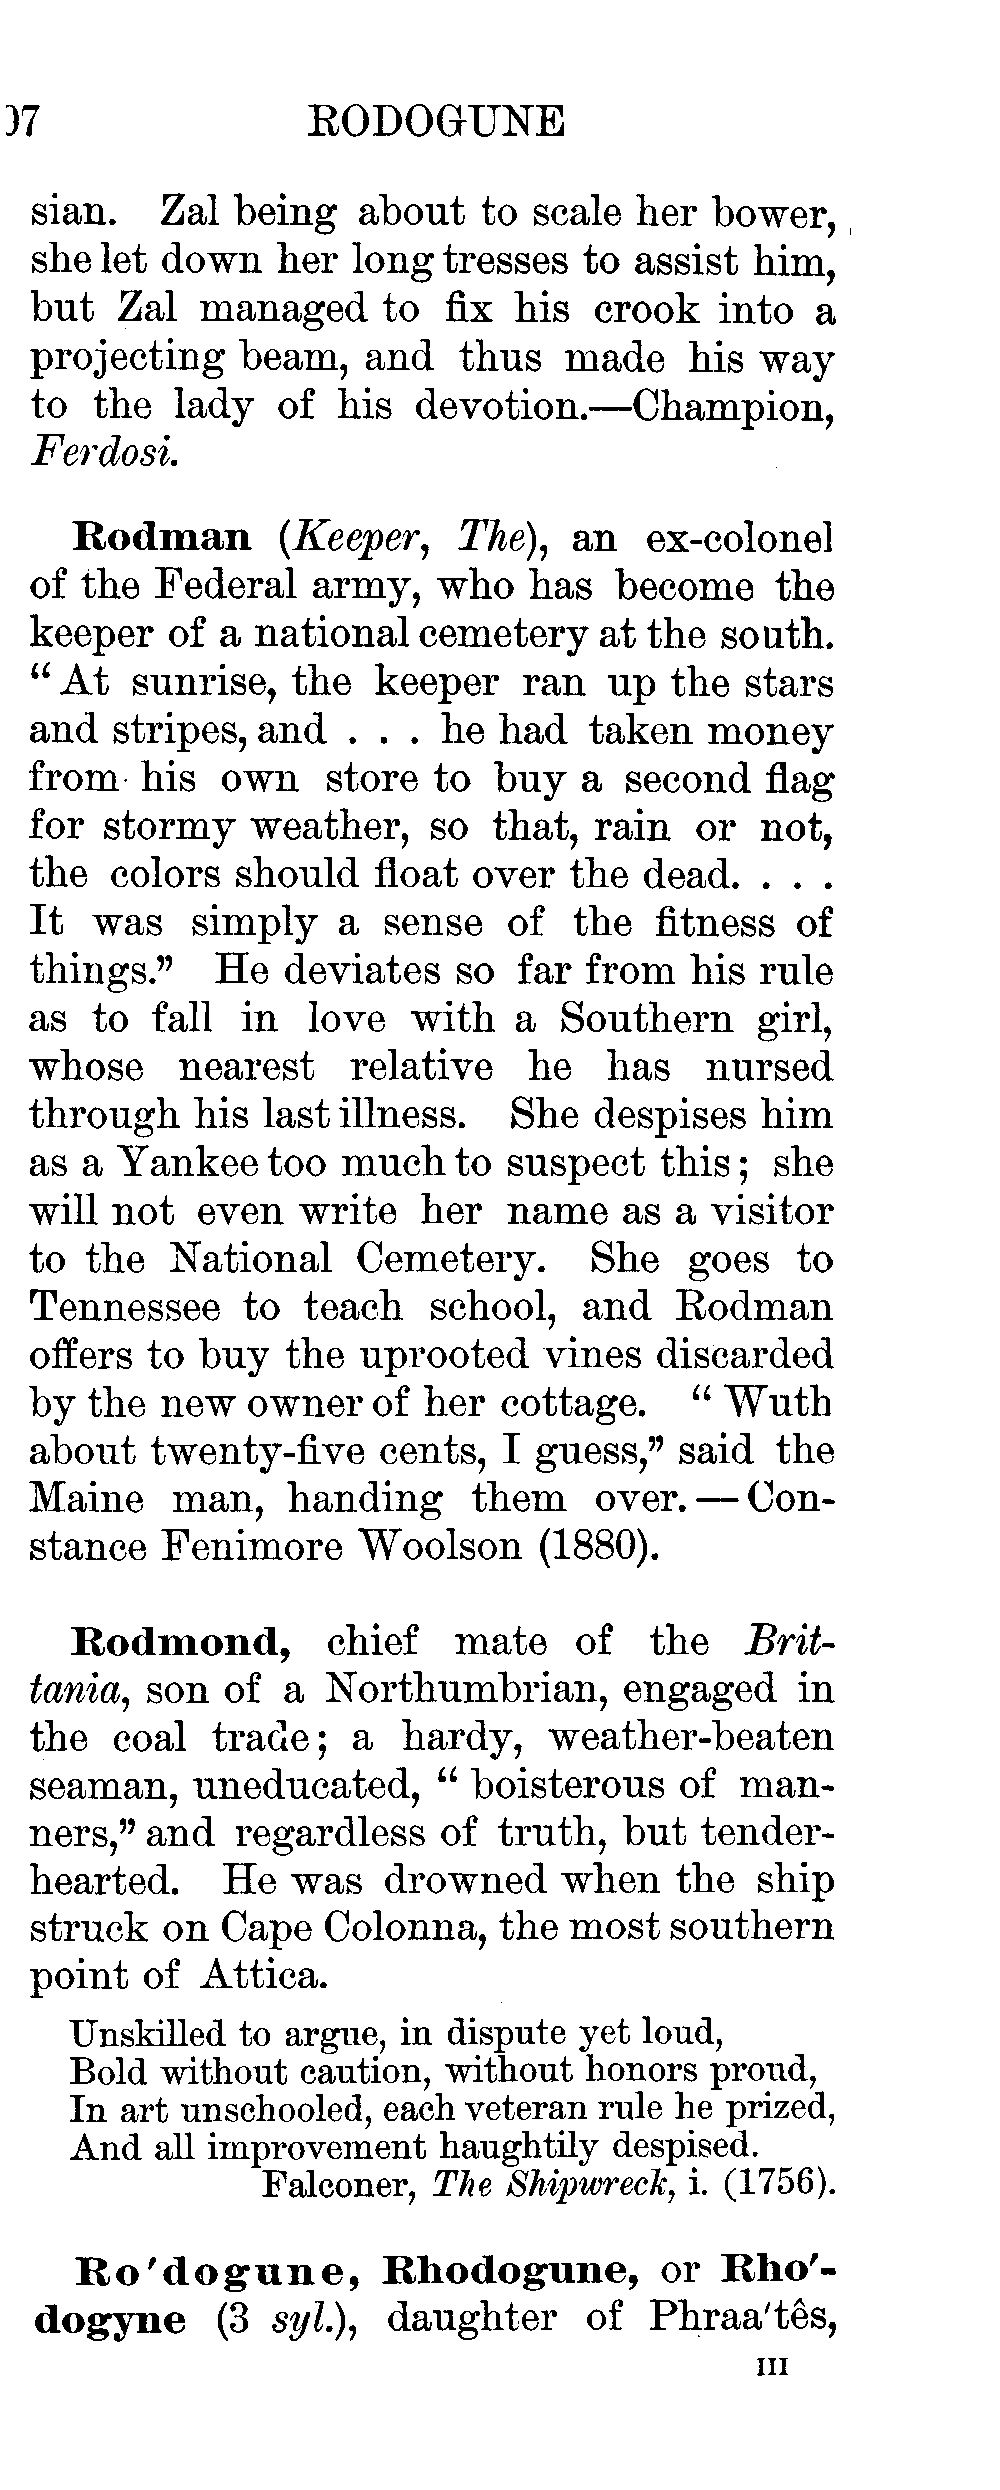 07 RODOGUNE
sian. Zal being about to scale her bower,
she let down her long tresses to assist him,
but Zal managed to fix his crook into a
projecting beam, and thus made his way
to the lady of his devotion.—Champion,
Ferdosi.
Rodman (Keeper, The), an ex-colonel
of the Federal army, who has become the
keeper of a national cemetery at the south.
“At sunrise, the keeper ran up the stars
and stripes, and . . . he had taken money
from his own store to buy a second flag
for stormy weather, so that, rain or not,
the colors should float over the dead. . . .
It was simply a sense of the fitness of
things.” He deviates so far from his rule
as to fall in love with a Southern girl,
whose nearest relative he has nursed
through his last illness. She despises him
as a Yankee too much to suspect this; she
will not even write her name as a visitor
to the National Cemetery. She goes to
Tennessee to teach school, and Rodman
offers to buy the uprooted vines discarded
by the new owner of her cottage. “Wuth
about twenty-five cents, I guess,” said the
Maine man, handing them over.—Con-
stance Fenimore Woolson (1880).
Rodmond, chief mate of the Brit-
tania, son of a Northumbrian, engaged in
the coal trade; a hardy, weather-beaten
seaman, uneducated, “boisterous of man-
ners,” and regardless of truth, but tender-
hearted. He was drowned when the ship
struck on Cape Colonna, the most southern
point of Attica.
Unskilled to argue, in dispute yet loud,
Bold without caution, without honors proud,
In art unschooled, each veteran rule he prized,
And all improvement haughtily despised.
Falconer, The Shipwreck, i. (1756).
Ro'dogune, Rhodogune, or Rho'-
dogyne (3 syl.), daughter of Phraa'tês,
III